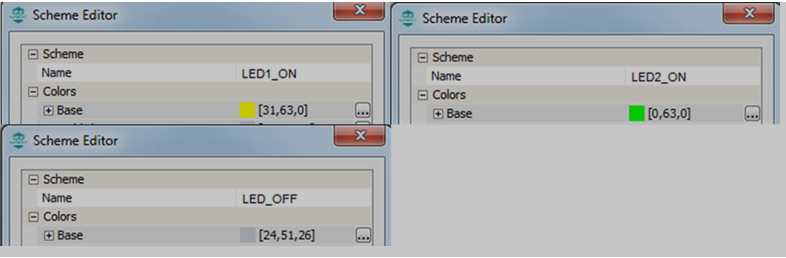 Scheme Editor
Scheme
Name LED1_ON
Colors
Base [31,63,0] ...
Scheme Editor
Scheme
Name LED2_ON
Colors
Base [0,63,0] ...
Scheme Editor
Scheme
Name LED_OFF
Colors
Base [24,51,26] ...